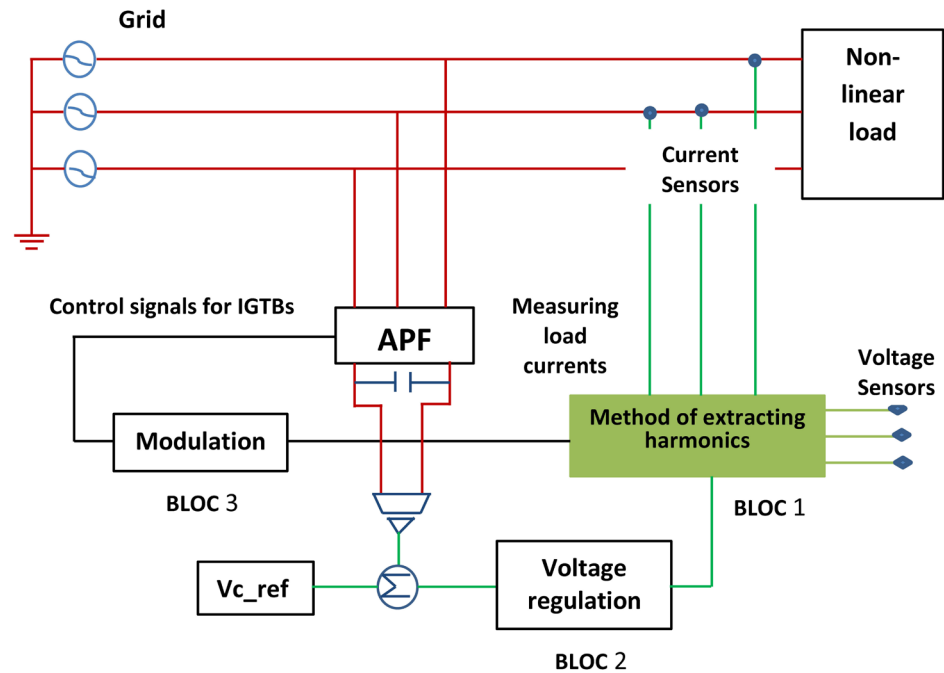 Grid
Non-
linear
load
Current
Sensors
Control signals for IGTBs
Measuring
load
currents
APF
Voltage
Sensors
Method of extracting
harmonics
Modulation
BLOC 3
BLOC 1
Vc_ref
Voltage
regulation
BLOC 2